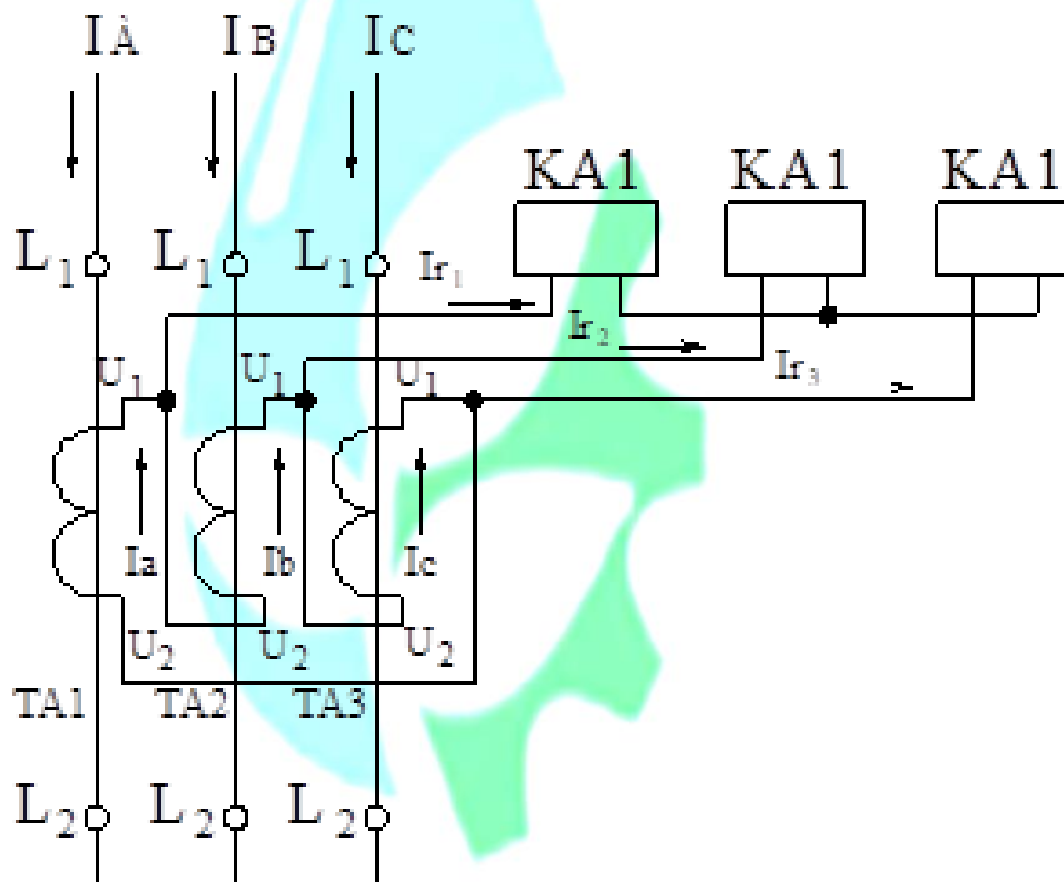 IÀ IB IC
KA1 KA1 KA1
L1 L1 L1 Ir1
Ir2
U1 U1 U1 Ir3
Ia Ib Ic
U2 U2 U2
TA1 TA2 TA3
L2 L2 L2